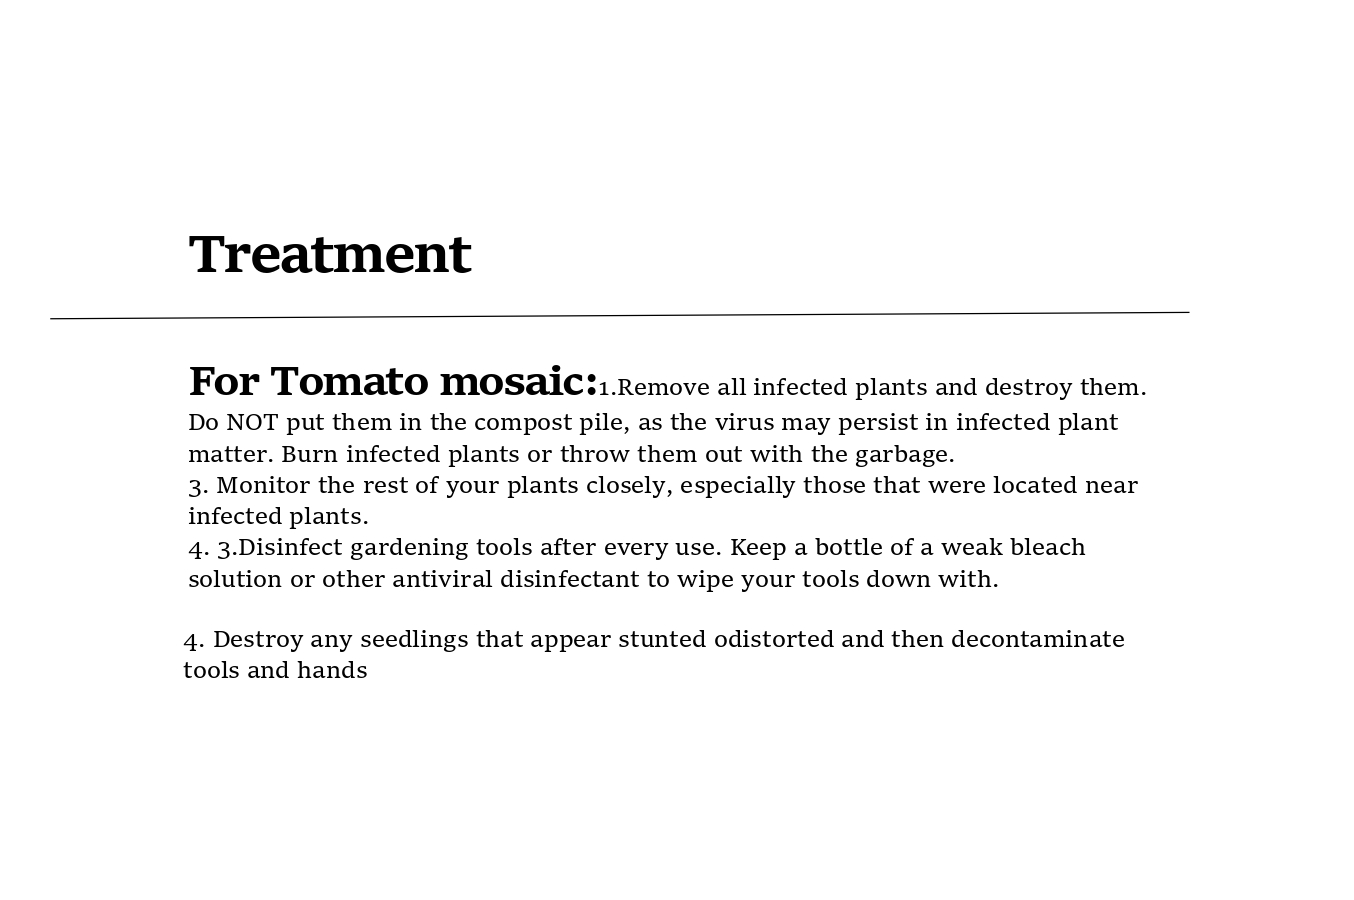 Treatment
For Tomato mosaic:1.Remove all infected plants and destroy them.
Do NOT put them in the compost pile, as the virus may persist in infected plant
matter. Burn infected plants or throw them out with the garbage.
3. Monitor the rest of your plants closely, especially those that were located near
infected plants.
4. 3.Disinfect gardening tools after every use. Keep a bottle of a weak bleach
solution or other antiviral disinfectant to wipe your tools down with.
4. Destroy any seedlings that appear stunted odistorted and then decontaminate
tools and hands